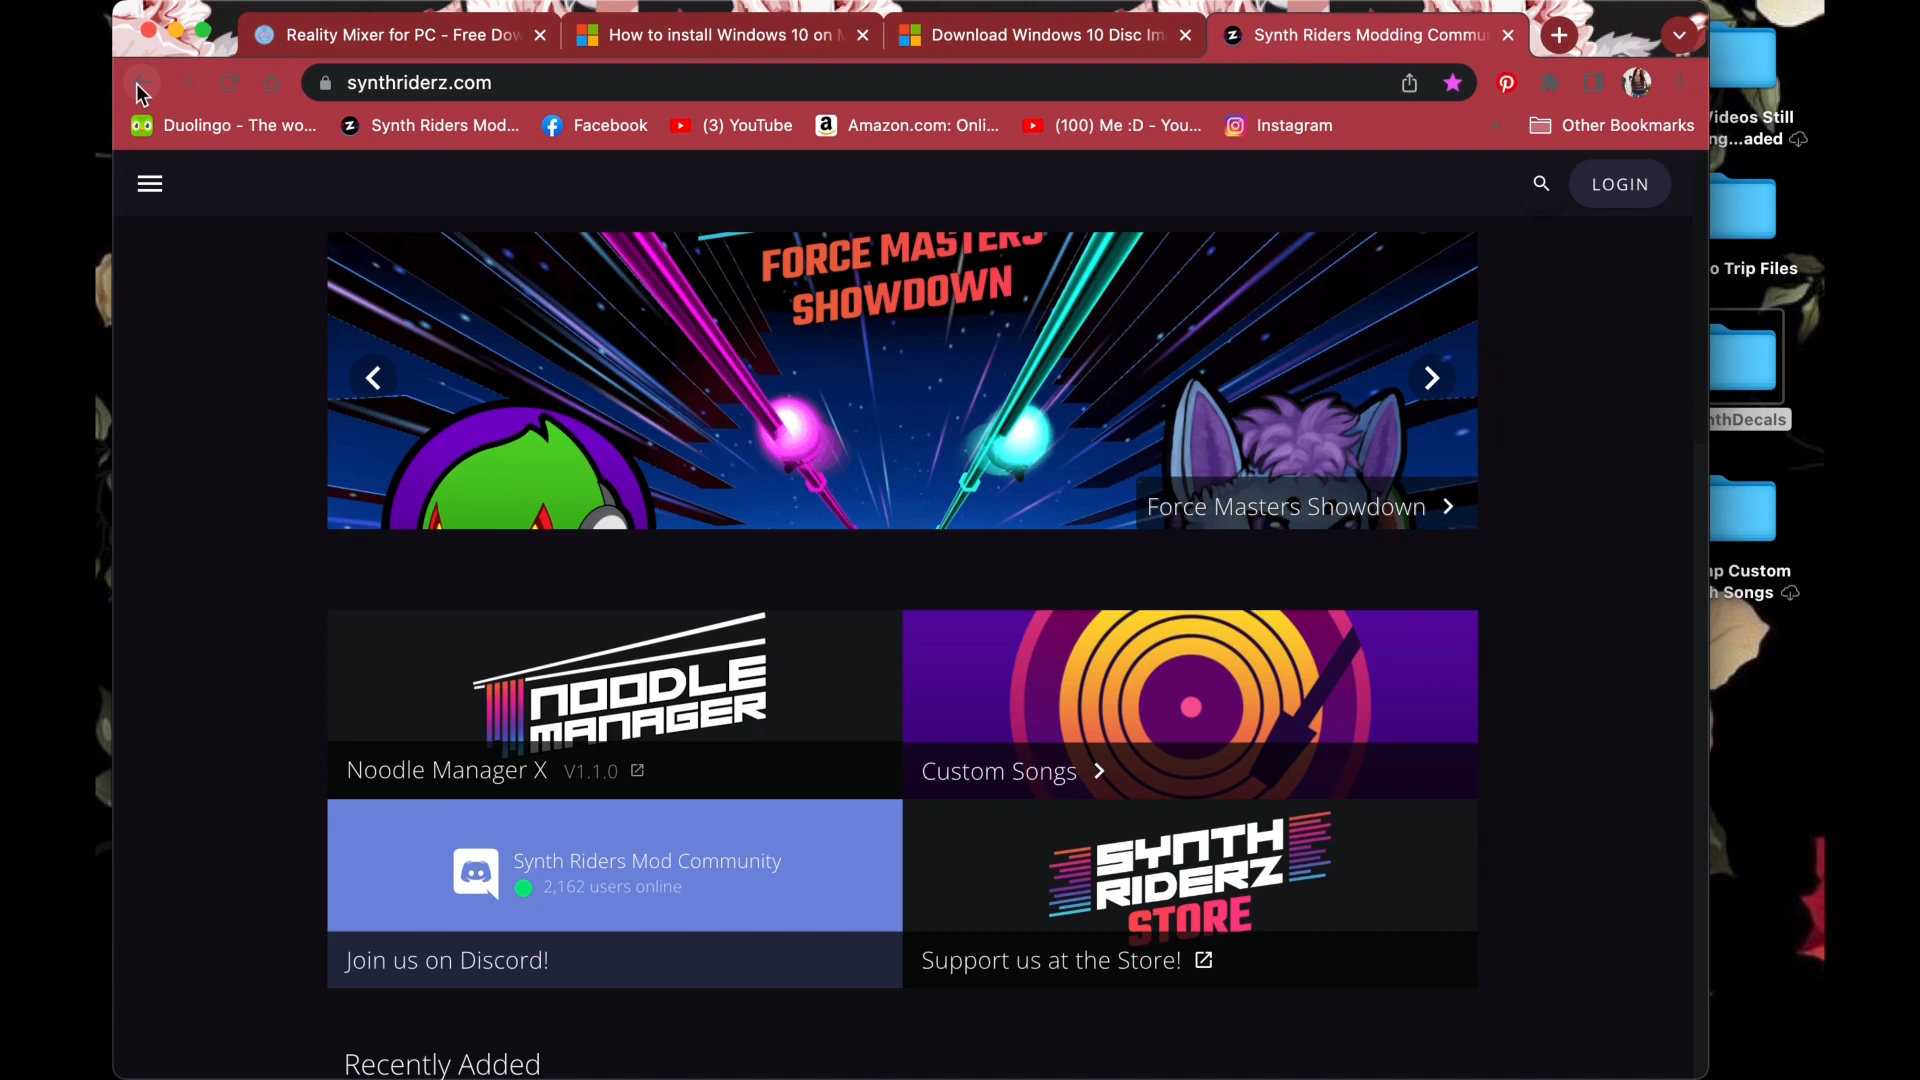 Reality Mixer for PC - Free Dow
How to install Windows 10 on
Download Windows 10 Disc Im
Synth Riders Modding Commu
synthriderz.com
Duolingo - The wo...
Synth Riders Mod...
Facebook
(3) YouTube
Amazon.com: Onli...
(100) Me :D - You...
Instagram
Other Bookmarks
LOGIN
FORCE MASTERS
SHOWDOWN
Force Masters Showdown
NOODLE
MANAGER
Noodle Manager X V1.1.0
Custom Songs
Synth Riders Mod Community
2,162 users online
Join us on Discord!
SYNTH
RIDERZ
STORE
Support us at the Store!
Recently Added
Videos Still
ng...aded
o Trip Files
nthDecals
Custom
Songs